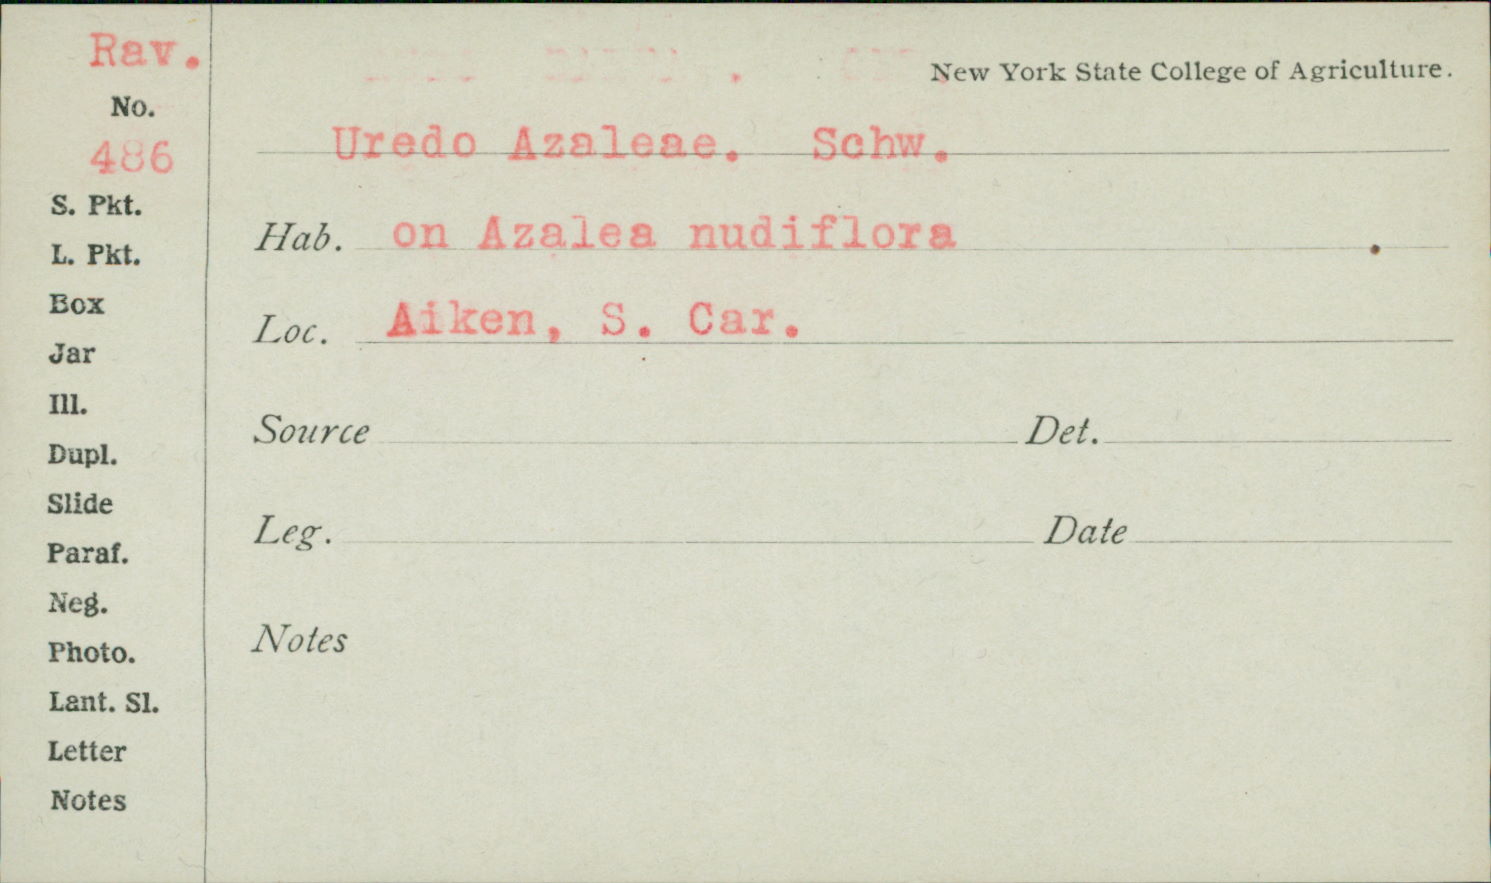 Rav.
No.
486
S. Pkt.
L. Pkt.
Box
Jar
Ill.
Dupl.
Slide
Paraf.
Neg.
Photo.
Lant. Sl.
Letter
Notes
New York State College of Agriculture.
Uredo Azaleae. Schw.
Hab. on Azalea nudiflora
Loc. Aiken, S. Car.
Source Det.
Leg. Date
Notes